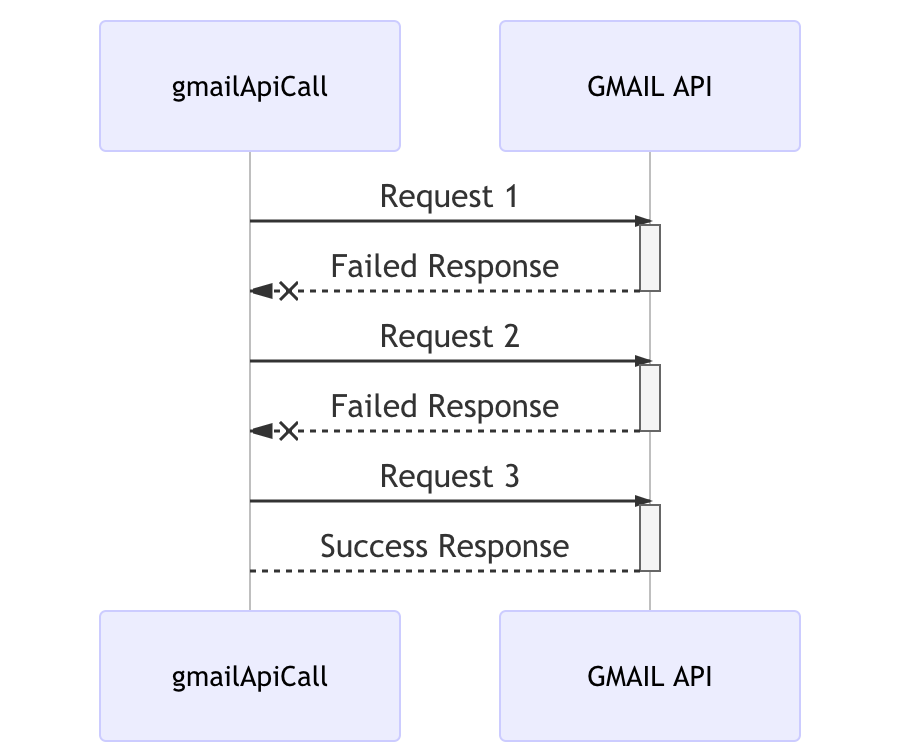 gmailApiCall
GMAIL API
Request 1
Failed Response
Request 2
Failed Response
Request 3
Success Response
gmailApiCall
GMAIL API